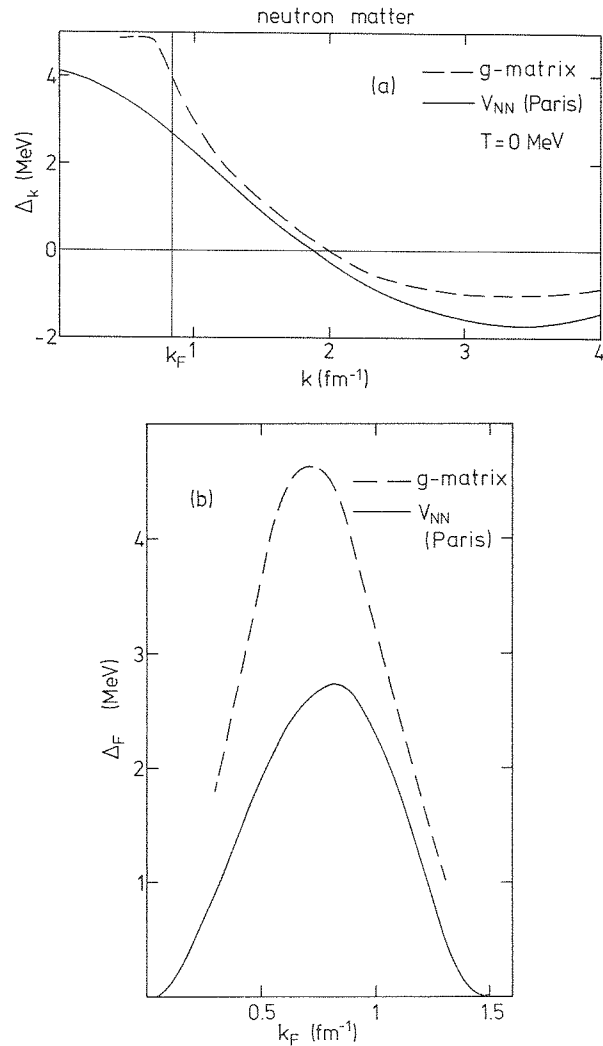 neutron matter
(a)
g-matrix
V_NN (Paris)
T=0 MeV
Δ_k (MeV)
4
2
0
-2
k_F
1
2
3
4
k (fm⁻¹)
(b)
g-matrix
V_NN
(Paris)
Δ_F (MeV)
4
3
2
1
0.5
1
1.5
k_F (fm⁻¹)